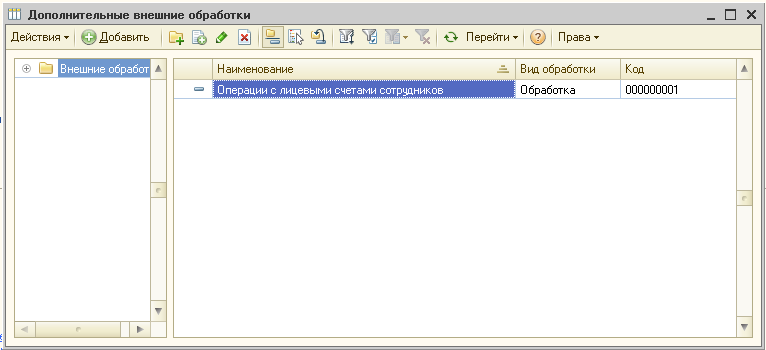 Дополнительные внешние обработки
Действия Добавить Перейти Права
Внешние обработ
Наименование Вид обработки Код
Операции с лицевыми счетами сотрудников Обработка 000000001